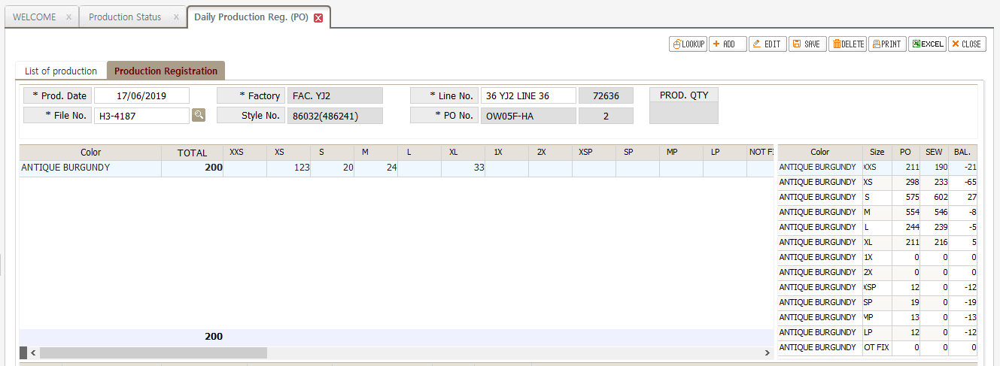 WELCOME x Production Status x Daily Production Reg. (PO)
LOOKUP ADD EDIT SAVE DELETE PRINT EXCEL CLOSE
List of production Production Registration
* Prod. Date 17/06/2019 * Factory FAC. YJ2 * Line No. 36 YJ2 LINE 36 72636 PROD. QTY
* File No. H3-4187 Style No. 86032(486241) * PO No. OW05F-HA 2
Color TOTAL XXS XS S M L XL 1X 2X XSP SP MP LP NOT FI
ANTIQUE BURGUNDY 200 123 20 24 33
200
Color Size PO SEW BAL.
ANTIQUE BURGUNDY XXS 211 190 -21
ANTIQUE BURGUNDY XS 298 233 -65
ANTIQUE BURGUNDY S 575 602 27
ANTIQUE BURGUNDY M 554 546 -8
ANTIQUE BURGUNDY L 244 239 -5
ANTIQUE BURGUNDY XL 211 216 5
ANTIQUE BURGUNDY 1X 0 0 0
ANTIQUE BURGUNDY 2X 0 0 0
ANTIQUE BURGUNDY XSP 12 0 -12
ANTIQUE BURGUNDY SP 19 0 -19
ANTIQUE BURGUNDY MP 13 0 -13
ANTIQUE BURGUNDY LP 12 0 -12
ANTIQUE BURGUNDY OT FIX 0 0 0